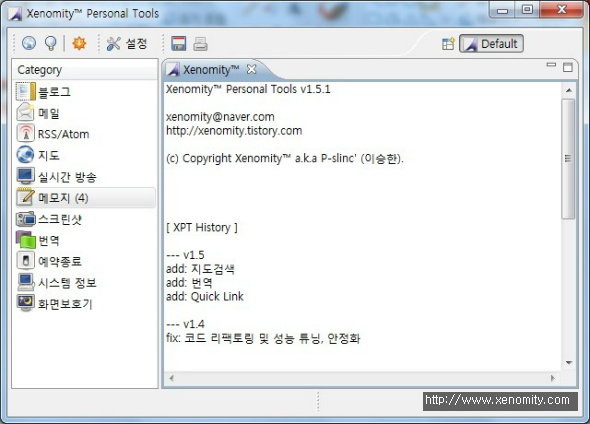 Xenomity™ Personal Tools
설정
Default
Category
블로그
메일
RSS/Atom
지도
실시간 방송
메모지 (4)
스크린샷
번역
예약종료
시스템 정보
화면보호기
Xenomity™
Xenomity™ Personal Tools v1.5.1
xenomity@naver.com
http://xenomity.tistory.com
(c) Copyright Xenomity™ a.k.a P-slinc' (이승한).
[ XPT History ]
--- v1.5
add: 지도검색
add: 번역
add: Quick Link
--- v1.4
fix: 코드 리팩토링 및 성능 튜닝, 안정화
http://www.xenomity.com